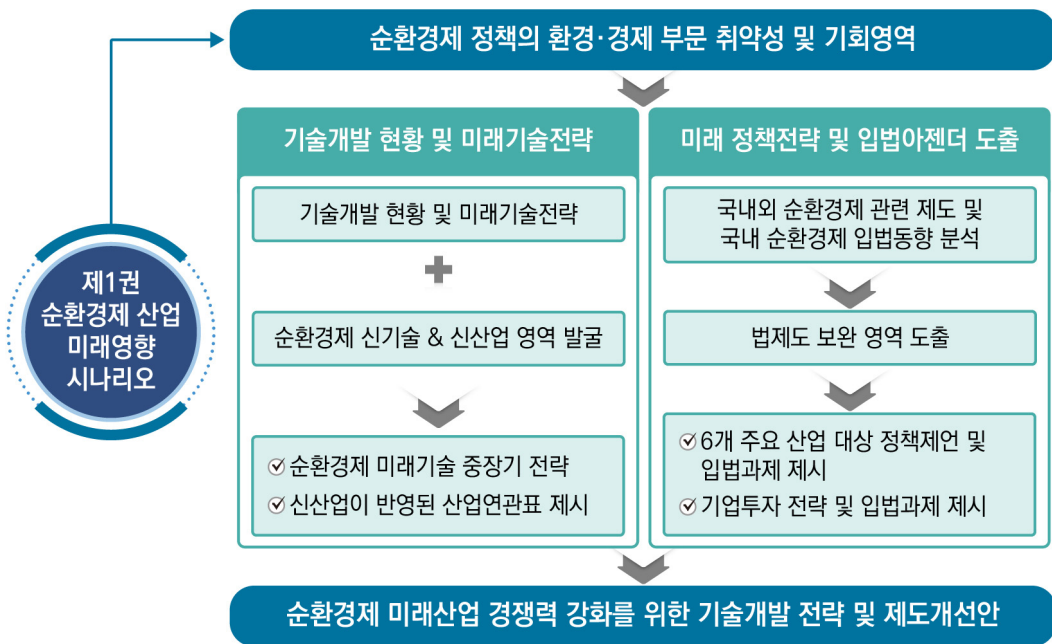 순환경제 정책의 환경·경제 부문 취약성 및 기회영역
제1권
순환경제 산업
미래영향
시나리오
기술개발 현황 및 미래기술전략
기술개발 현황 및 미래기술전략
순환경제 신기술 & 신산업 영역 발굴
순환경제 미래기술 중장기 전략
신산업이 반영된 산업연관표 제시
미래 정책전략 및 입법아젠더 도출
국내외 순환경제 관련 제도 및
국내 순환경제 입법동향 분석
법제도 보완 영역 도출
6개 주요 산업 대상 정책제언 및
입법과제 제시
기업투자 전략 및 입법과제 제시
순환경제 미래산업 경쟁력 강화를 위한 기술개발 전략 및 제도개선안